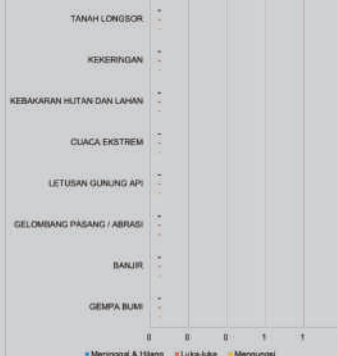 TANAH LONGSOR
KEKERINGAN
KEBAKARAN HUTAN DAN LAHAN
CUACA EKSTREM
LETUSAN GUNUNG API
GELOMBANG PASANG / ABRASI
BANJIR
GEMPA BUMI
0 0 0 1 1
Meninggal & Hilang Luka-luka Mengungsi